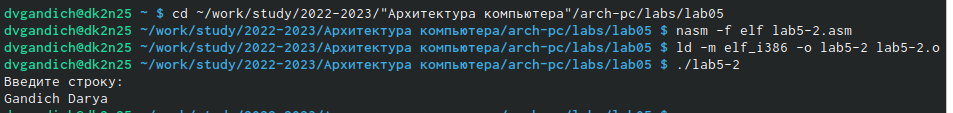 dvgandich@dk2n25 ~ $ cd ~/work/study/2022-2023/"Архитектура компьютера"/arch-pc/labs/lab05
dvgandich@dk2n25 ~/work/study/2022-2023/Архитектура компьютера/arch-pc/labs/lab05 $ nasm -f elf lab5-2.asm
dvgandich@dk2n25 ~/work/study/2022-2023/Архитектура компьютера/arch-pc/labs/lab05 $ ld -m elf_i386 -o lab5-2 lab5-2.o
dvgandich@dk2n25 ~/work/study/2022-2023/Архитектура компьютера/arch-pc/labs/lab05 $ ./lab5-2
Введите строку:
Gandich Darya